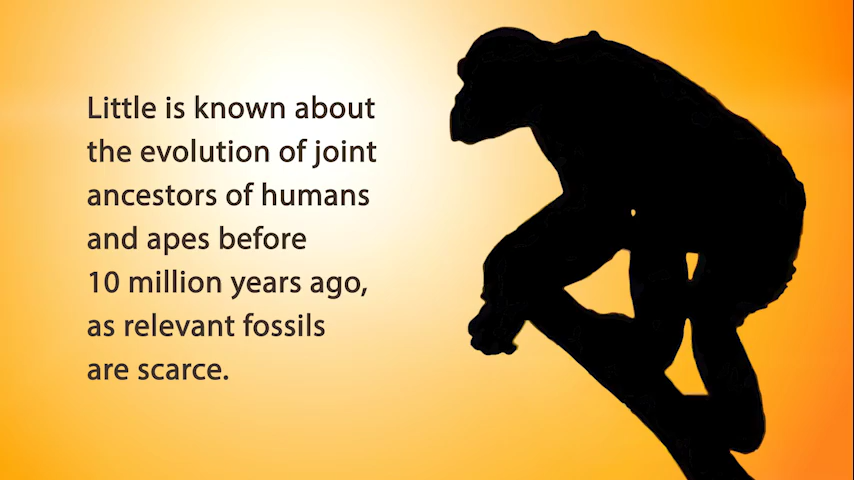 Little is known about
the evolution of joint
ancestors of humans
and apes before
10 million years ago,
as relevant fossils
are scarce.